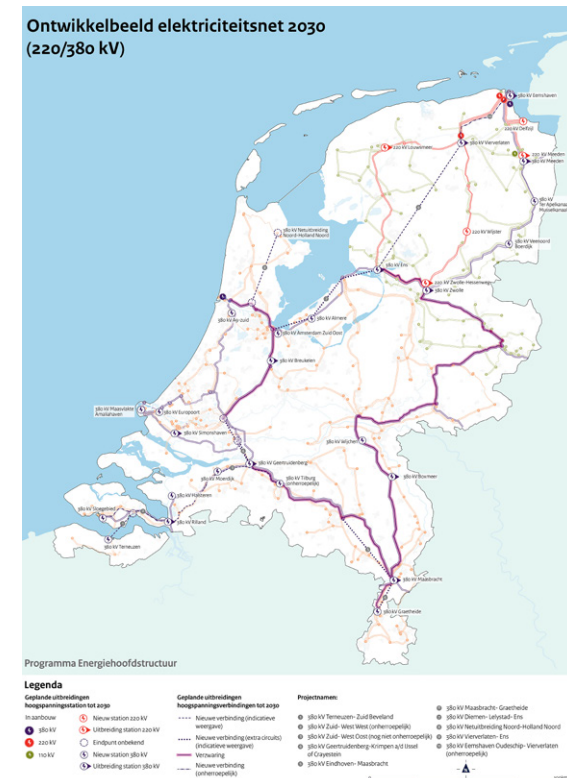 Ontwikkelbeeld elektriciteitsnet 2030
(220/380 kV)
380 kV Eemshaven
220 kV Delfzijl
380 kV Vierverlaten
220 kV Louwsmeer
220 kV Meeden
380 kV Meeden
380 kV
Ter Apelkanaal
380 kV Veenoord
Boerdijk
220 kV Wijster
380 kV Netuitbreiding
Noord-Holland Noord
380 kV Ens
220 kV Zwolle-Hessenweg
380 kV Zwolle
380 kV Almere
380 kV A9-zuid
380 kV Amsterdam Zuid Oost
380 kV Breukelen
380 kV Maasvlakte
Amaliahaven
380 kV Europoort
380 kV Simonshaven
380 kV Wijchen
380 kV Geertruidenberg
380 kV Moerdijk
380 kV Tilburg
(onherroepelijk)
380 kV Boxmeer
380 kV Halsteren
380 kV Rilland
380 kV Terneuzen
380 kV Maasbracht
380 kV Graetheide
Programma Energiehoofdstructuur
Legenda
Geplande uitbreidingen
hoogspanningsstation tot 2030
In aanbouw
380 kV
220 kV
110 kV
Nieuw station 220 kV
Uitbreiding station 220 kV
Eindpunt onbekend
Nieuw station 380 kV
Uitbreiding station 380 kV
Geplande uitbreidingen
hoogspanningsverbindingen tot 2030
Nieuwe verbinding (indicatieve
weergave)
Nieuwe verbinding (extra circuits)
(indicatieve weergave)
Verzwaring
Nieuwe verbinding
(onherroepelijk)
Projectnamen:
380 kV Terneuzen- Zuid Beveland
380 kV Zuid- West West (onherroepelijk)
380 kV Zuid- West Oost (nog niet onherroepelijk)
380 kV Geertruidenberg-Krimpen a/d IJssel
of Crayestein
380 kV Eindhoven- Maasbracht
380 kV Maasbracht- Graetheide
380 kV Diemen- Lelystad- Ens
380 kV Netuitbreiding Noord-Holland Noord
380 kV Vierverlaten- Ens
380 kV Eemshaven Oudeschip- Vierverlaten
(onherroepelijk)